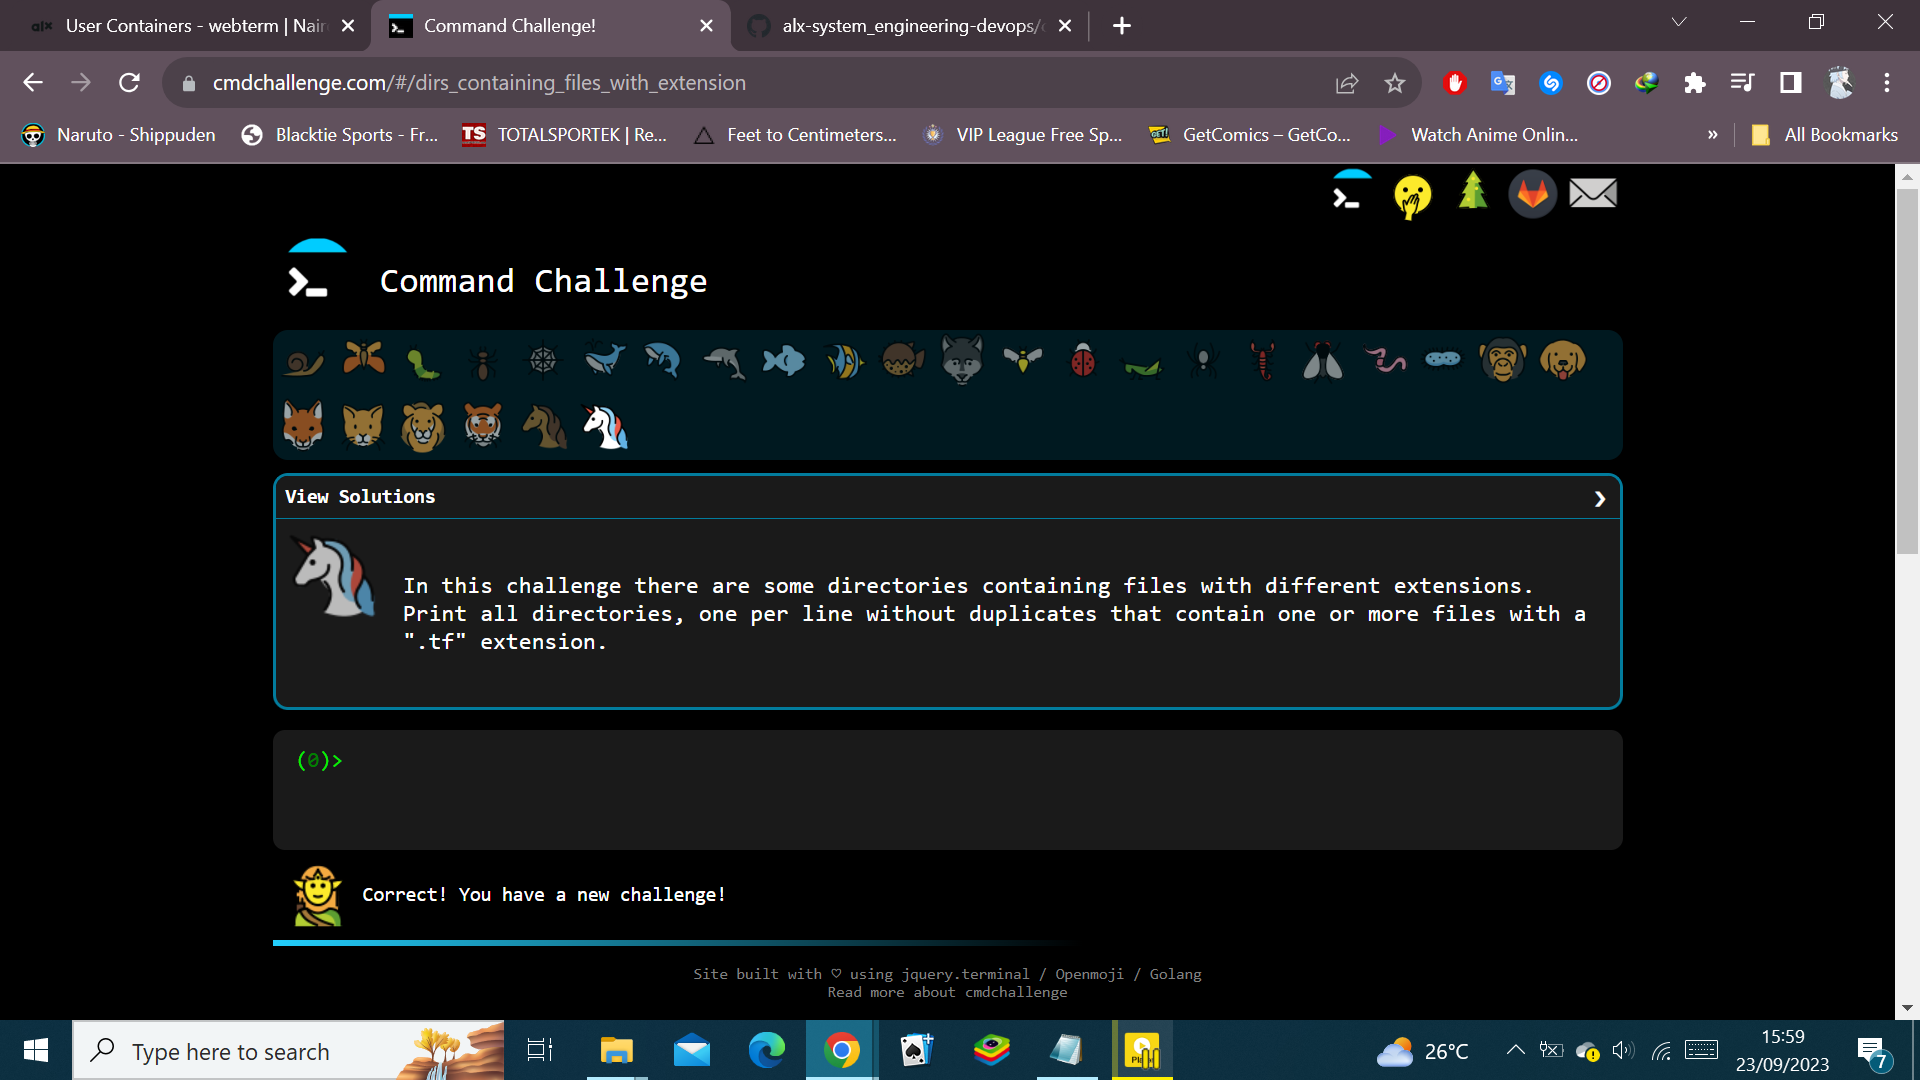 User Containers - webterm | Nair
Command Challenge!
alx-system_engineering-devops/
cmdchallenge.com/#/dirs_containing_files_with_extension
Naruto - Shippuden
Blacktie Sports - Fr...
TS TOTALSPORTEK | Re...
Feet to Centimeters...
VIP League Free Sp...
GetComics – GetCo...
Watch Anime Onlin...
»
All Bookmarks
Command Challenge
View Solutions
In this challenge there are some directories containing files with different extensions.
Print all directories, one per line without duplicates that contain one or more files with a
".tf" extension.
(0)>
Correct! You have a new challenge!
Site built with ♡ using jquery.terminal / Openmoji / Golang
Read more about cmdchallenge
Type here to search
26°C
15:59
23/09/2023
7